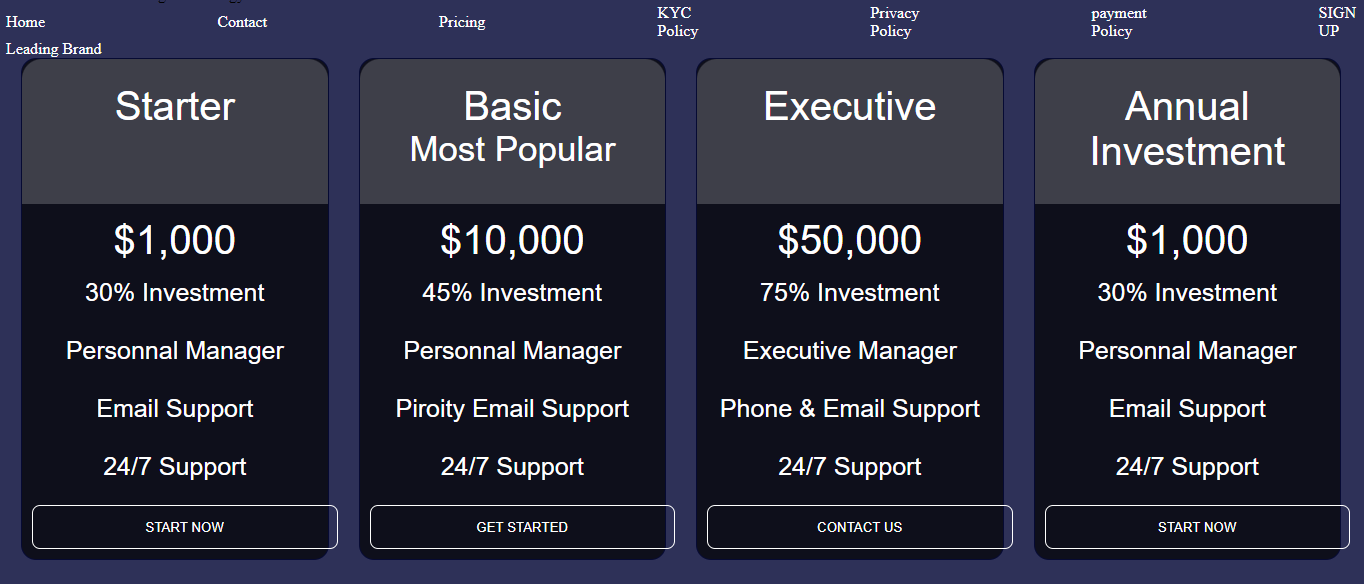 Home
Contact
Pricing
KYC
Policy
Privacy
Policy
payment
Policy
SIGN
UP
Leading Brand
Starter
$1,000
30% Investment
Personnal Manager
Email Support
24/7 Support
START NOW
Basic
Most Popular
$10,000
45% Investment
Personnal Manager
Piroity Email Support
24/7 Support
GET STARTED
Executive
$50,000
75% Investment
Executive Manager
Phone & Email Support
24/7 Support
CONTACT US
Annual
Investment
$1,000
30% Investment
Personnal Manager
Email Support
24/7 Support
START NOW